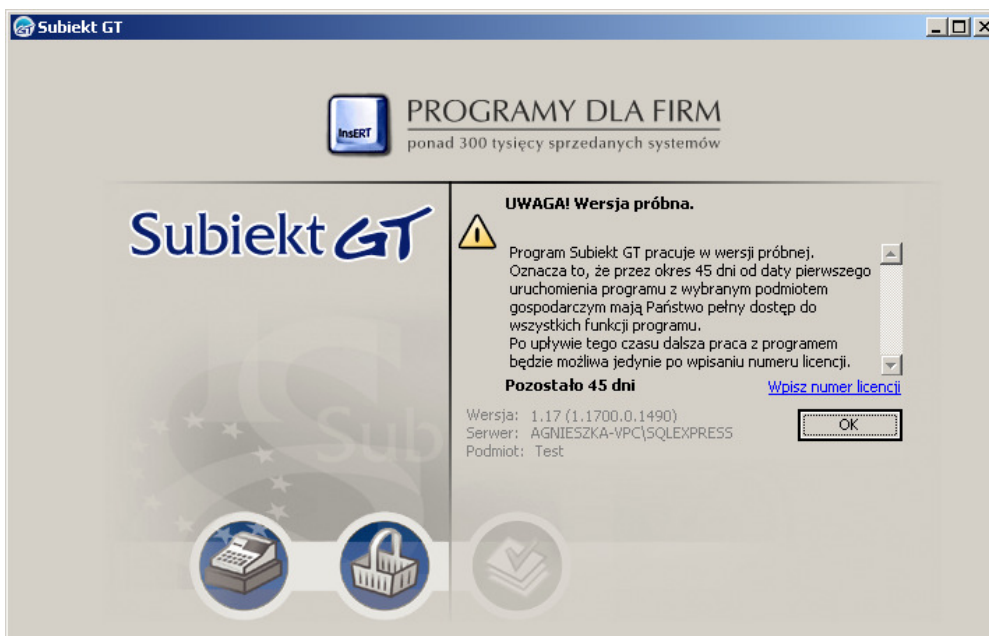 Subiekt GT
InsERT
PROGRAMY DLA FIRM
ponad 300 tysięcy sprzedanych systemów
Subiekt GT
UWAGA! Wersja próbna.
Program Subiekt GT pracuje w wersji próbnej.
Oznacza to, że przez okres 45 dni od daty pierwszego
uruchomienia programu z wybranym podmiotem
gospodarczym mają Państwo pełny dostęp do
wszystkich funkcji programu.
Po upływie tego czasu dalsza praca z programem
będzie możliwa jedynie po wpisaniu numeru licencji.
Pozostało 45 dni
Wpisz numer licencji
Wersja: 1.17 (1.1700.0.1490)
Serwer: AGNIESZKA-VPC\SQLEXPRESS
Podmiot: Test
OK
Sub